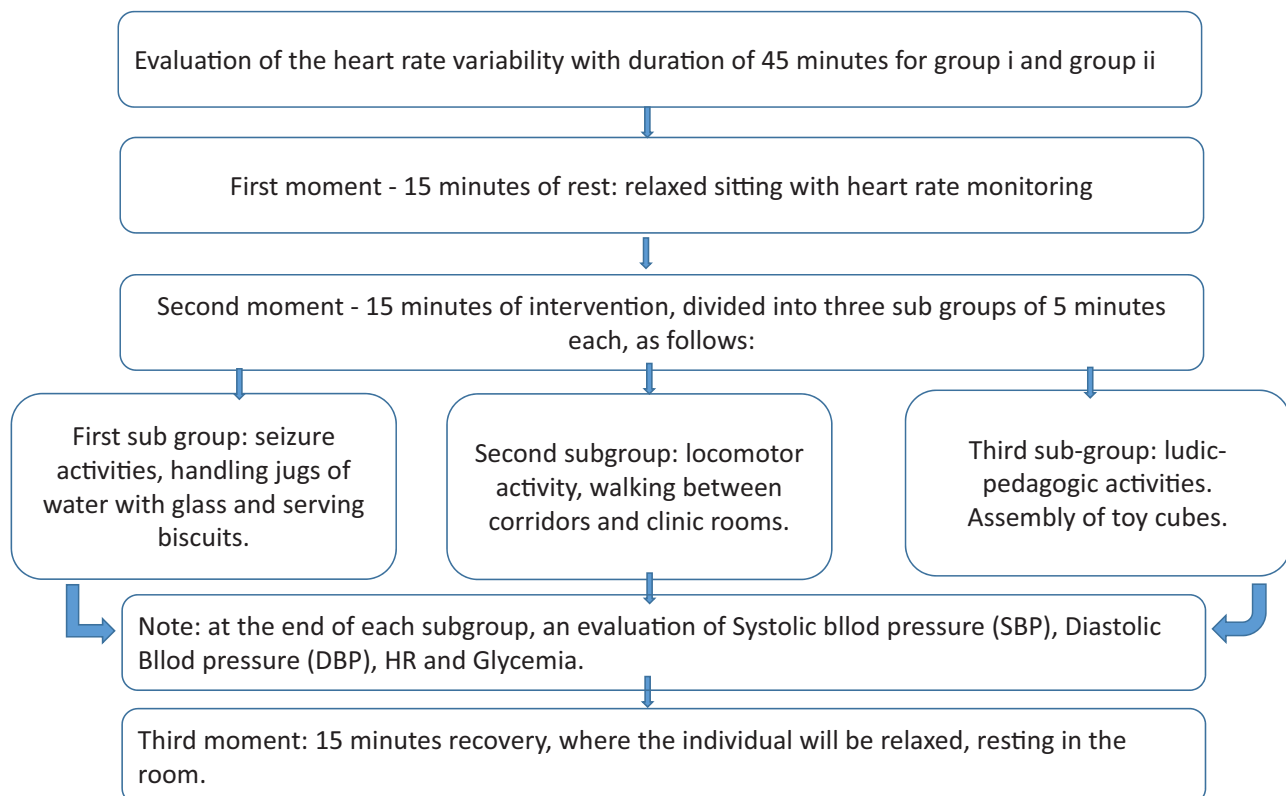 Evaluation of the heart rate variability with duration of 45 minutes for group i and group ii
First moment - 15 minutes of rest: relaxed sitting with heart rate monitoring
Second moment - 15 minutes of intervention, divided into three sub groups of 5 minutes
each, as follows:
First sub group: seizure
activities, handling jugs of
water with glass and serving
biscuits.
Second subgroup: locomotor
activity, walking between
corridors and clinic rooms.
Third sub-group: ludic-
pedagogic activities.
Assembly of toy cubes.
Note: at the end of each subgroup, an evaluation of Systolic bllod pressure (SBP), Diastolic
Bllod pressure (DBP), HR and Glycemia.
Third moment: 15 minutes recovery, where the individual will be relaxed, resting in the
room.